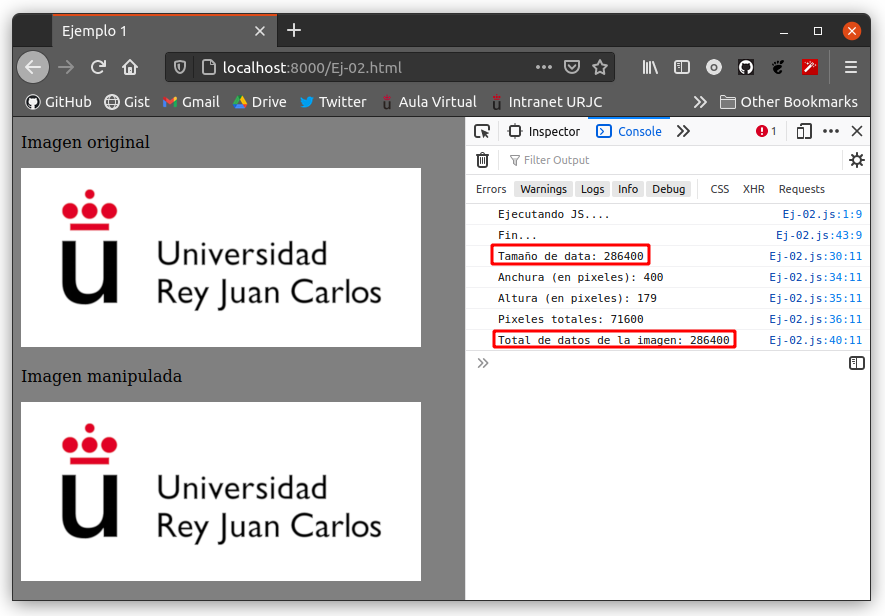 Ejemplo 1
localhost:8000/Ej-02.html
GitHub Gist Gmail Drive Twitter Aula Virtual Intranet URJC Other Bookmarks
Imagen original
Universidad
Rey Juan Carlos
Imagen manipulada
Universidad
Rey Juan Carlos
Inspector Console 1
Filter Output
Errors Warnings Logs Info Debug CSS XHR Requests
Ejecutando JS.... Ej-02.js:1:9
Fin... Ej-02.js:43:9
Tamaño de data: 286400 Ej-02.js:30:11
Anchura (en pixeles): 400 Ej-02.js:34:11
Altura (en pixeles): 179 Ej-02.js:35:11
Pixeles totales: 71600 Ej-02.js:36:11
Total de datos de la imagen: 286400 Ej-02.js:40:11